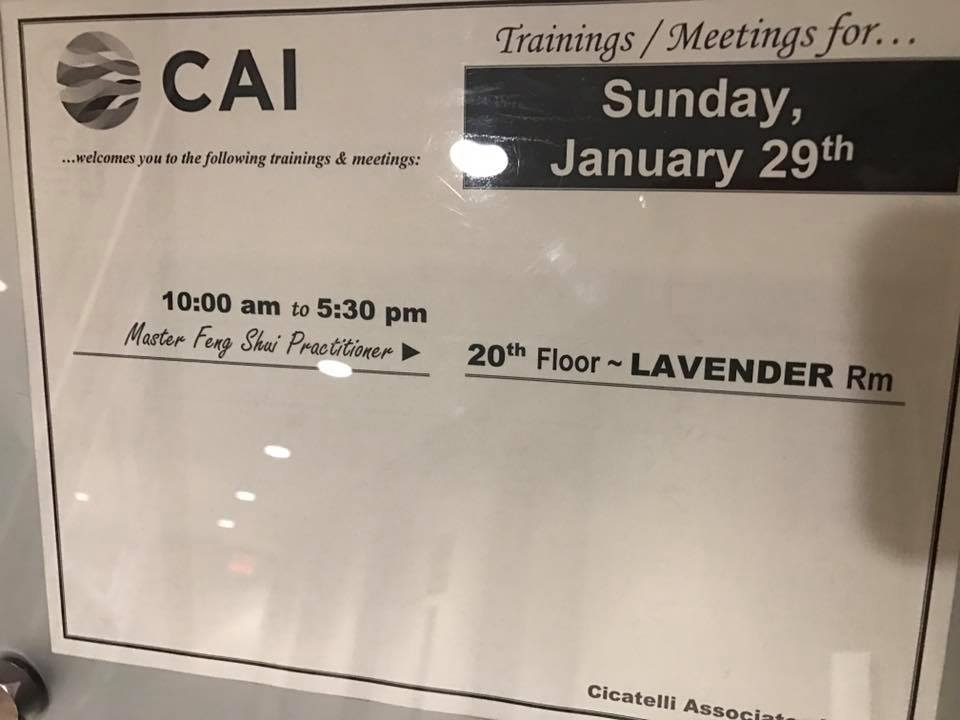 CAI
...welcomes you to the following trainings & meetings:
Trainings / Meetings for...
Sunday,
January 29th
10:00 am to 5:30 pm
Master Feng Shui Practitioner ►
20th Floor ~ LAVENDER Rm
Cicatelli